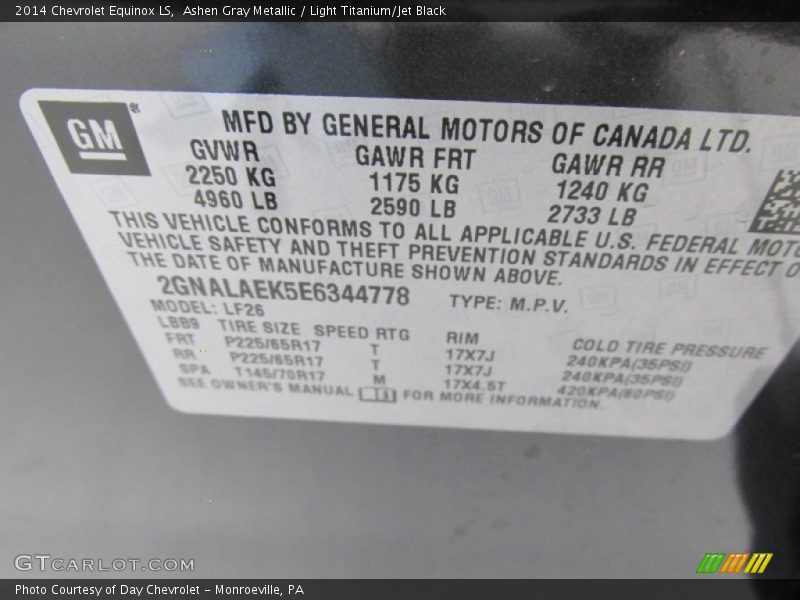 2014 Chevrolet Equinox LS, Ashen Gray Metallic / Light Titanium/Jet Black
GM®
MFD BY GENERAL MOTORS OF CANADA LTD.
GVWR GAWR FRT GAWR RR
2250 KG 1175 KG 1240 KG
4960 LB 2590 LB 2733 LB
THIS VEHICLE CONFORMS TO ALL APPLICABLE U.S. FEDERAL MOTO
VEHICLE SAFETY AND THEFT PREVENTION STANDARDS IN EFFECT O
THE DATE OF MANUFACTURE SHOWN ABOVE.
2GNALAEK5E6344778 TYPE: M.P.V.
MODEL: LF26
LBB9 TIRE SIZE SPEED RTG RIM COLD TIRE PRESSURE
FRT P225/65R17 T 17X7J 240KPA(35PSI)
RR P225/65R17 T 17X7J 240KPA(35PSI)
SPA T145/70R17 M 17X4.5T 420KPA(60PSI)
SEE OWNER'S MANUAL FOR MORE INFORMATION.
GTCARLOT.COM
Photo Courtesy of Day Chevrolet – Monroeville, PA